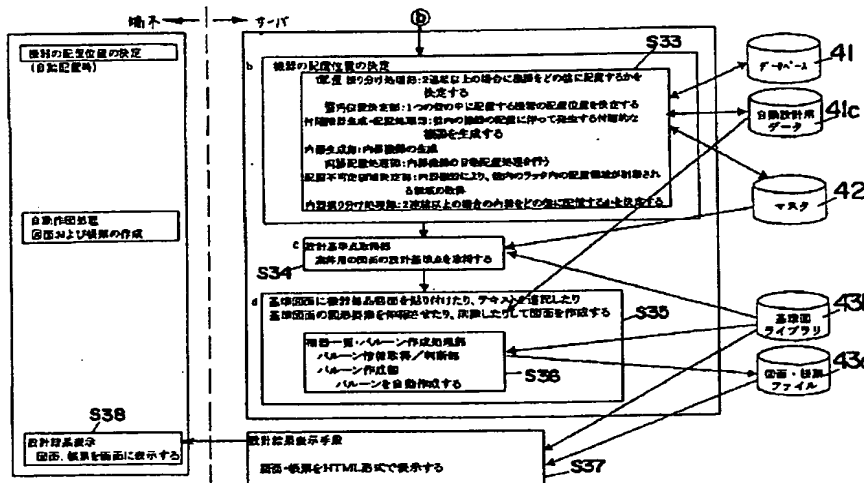 端末
サーバ
b
機器の配置位置の決定
(自動配置時)
自動作図処理
図面および帳票の作成
S38
設計結果表示
図面、帳票を画面に表示する
S33
b 機器の配置位置の決定
振り分け処理部:2連盤以上の場合に機器をどの盤に配置するかを
決定する
盤内位置決定部:1つの盤の中に配置する機器の配置位置を決定する
付随機器生成・配置処理部:盤内の機器の配置に伴って発生する付随的な
機器を生成する
内器生成部:内部機器の生成
内器配置処理部:内部機器の自動配置処理を行う
配置不可領域決定部:内器により、盤内のラック内の配置領域が制限され
る領域の取得
内器振り分け処理部:2連盤以上の場合の内器をどの盤に配置するかを決定する
c 設計基準点取得部
案件用の図面の設計基準点を取得する
S34
d 基準図面に設計部品図面を貼り付けたり、テキストを選択したり
基準図面の図形要素を伸縮させたり、削除したりして図面を作成する
S35
機器一覧・バルーン作成処理部
バルーン情報取得/判断部
バルーン作成部
バルーンを自動作成する
S36
設計結果表示手段
図面・帳票をHTML形式で表示する
S37
データベース
41
自動設計用
データ
41c
マスタ
42
基準図
ライブラリ
図面・帳票
ファイル